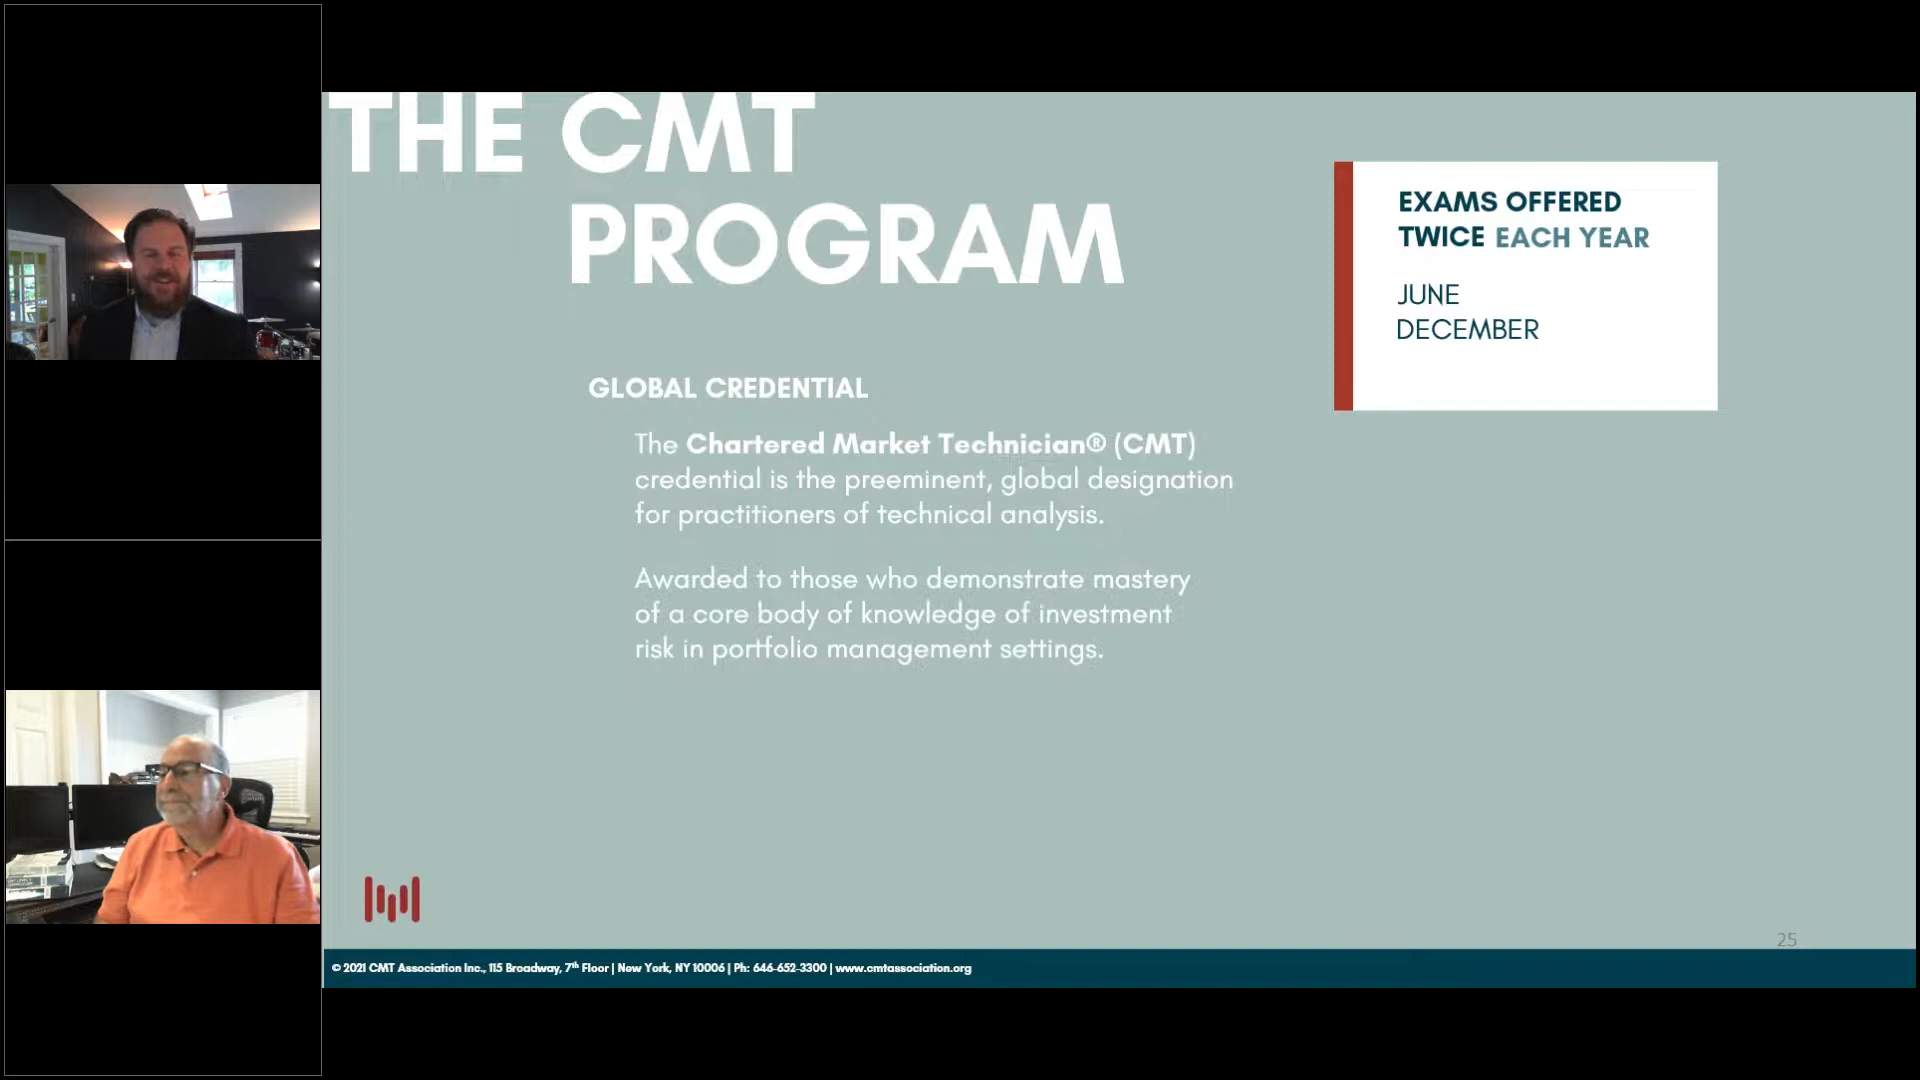 THE CMT
PROGRAM
EXAMS OFFERED
TWICE EACH YEAR
JUNE
DECEMBER
GLOBAL CREDENTIAL
The Chartered Market Technician® (CMT)
credential is the preeminent, global designation
for practitioners of technical analysis.
Awarded to those who demonstrate mastery
of a core body of knowledge of investment
risk in portfolio management settings.
25
© 2021 CMT Association Inc., 115 Broadway, 7th Floor | New York, NY 10006 | Ph: 646-652-3300 | www.cmtassociation.org